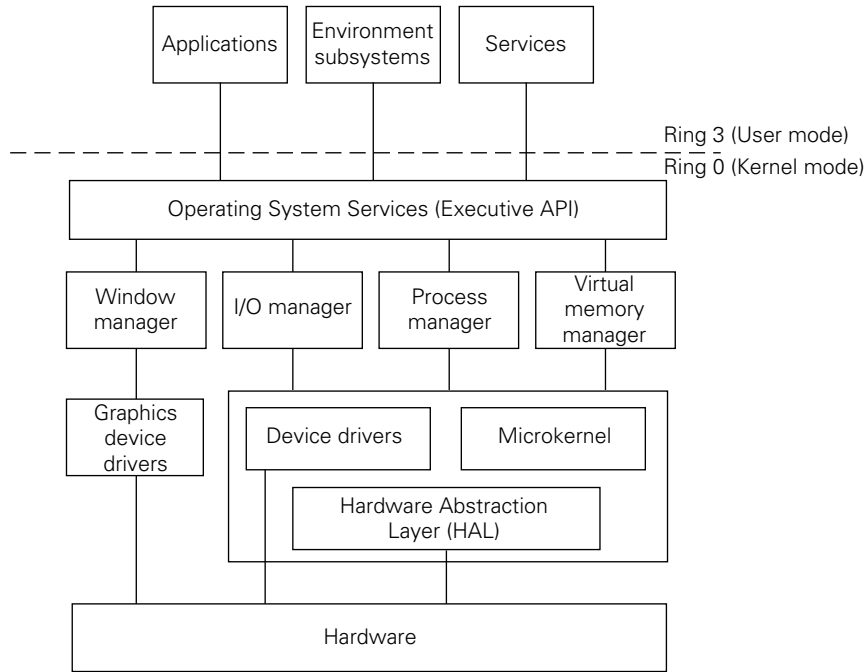 Applications
Environment
subsystems
Services
Ring 3 (User mode)
Ring 0 (Kernel mode)
Operating System Services (Executive API)
Window
manager
I/O manager
Process
manager
Virtual
memory
manager
Graphics
device
drivers
Device drivers
Microkernel
Hardware Abstraction
Layer (HAL)
Hardware